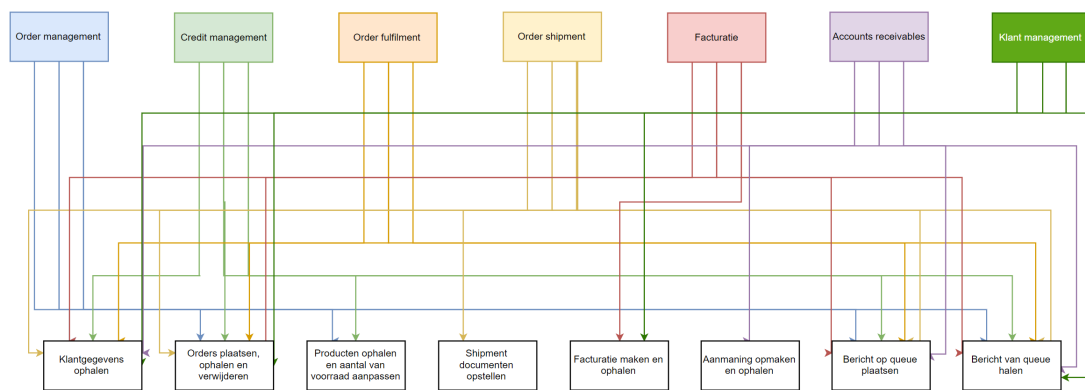 Order management
Credit management
Order fulfilment
Order shipment
Facturatie
Accounts receivables
Klant management
Klantgegevens
ophalen
Orders plaatsen,
ophalen en
verwijderen
Producten ophalen
en aantal van
voorraad aanpassen
Shipment
documenten
opstellen
Facturatie maken en
ophalen
Aanmaning opmaken
en ophalen
Bericht op queue
plaatsen
Bericht van queue
halen